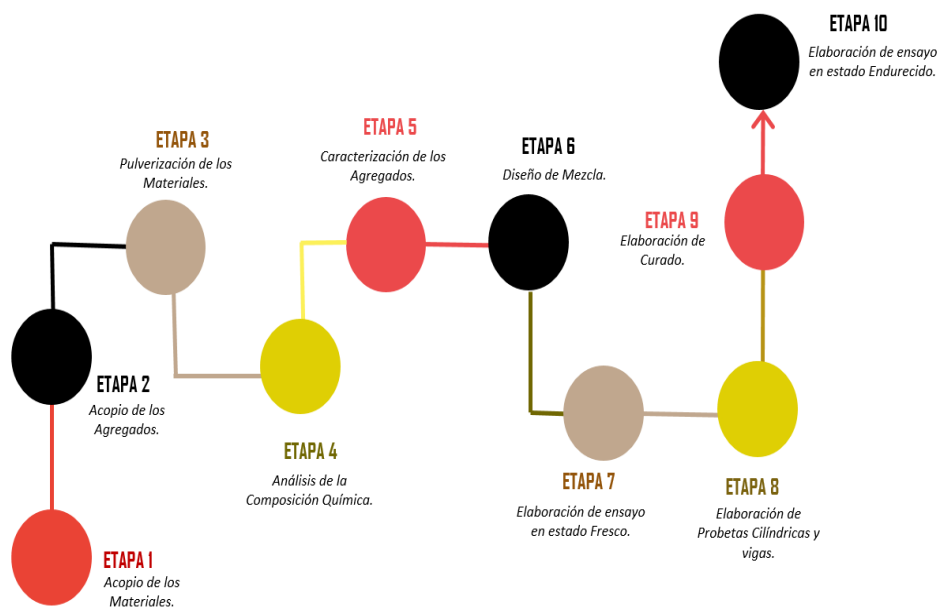 ETAPA 1
Acopio de los
Materiales.
ETAPA 2
Acopio de los
Agregados.
ETAPA 3
Pulverización de los
Materiales.
ETAPA 4
Análisis de la
Composición Química.
ETAPA 5
Caracterización de los
Agregados.
ETAPA 6
Diseño de Mezcla.
ETAPA 7
Elaboración de ensayo
en estado Fresco.
ETAPA 8
Elaboración de
Probetas Cilíndricas y
vigas.
ETAPA 9
Elaboración de
Curado.
ETAPA 10
Elaboración de ensayo
en estado Endurecido.